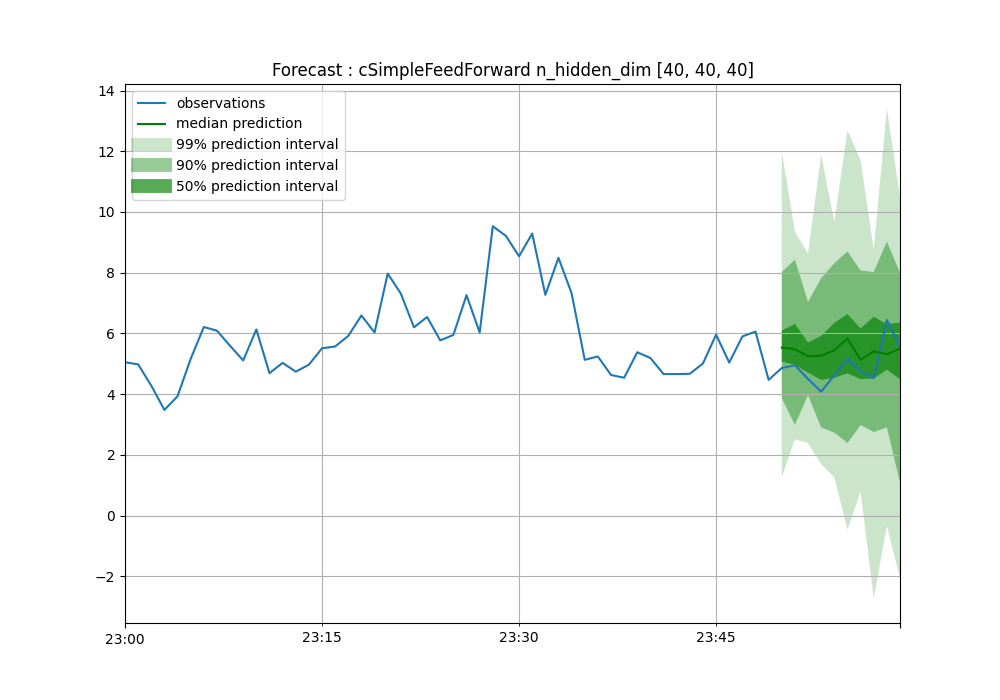 Forecast : cSimpleFeedForward n_hidden_dim [40, 40, 40]
observations
median prediction
99% prediction interval
90% prediction interval
50% prediction interval
14
12
10
8
6
4
2
0
−2
23:00 23:15 23:30 23:45